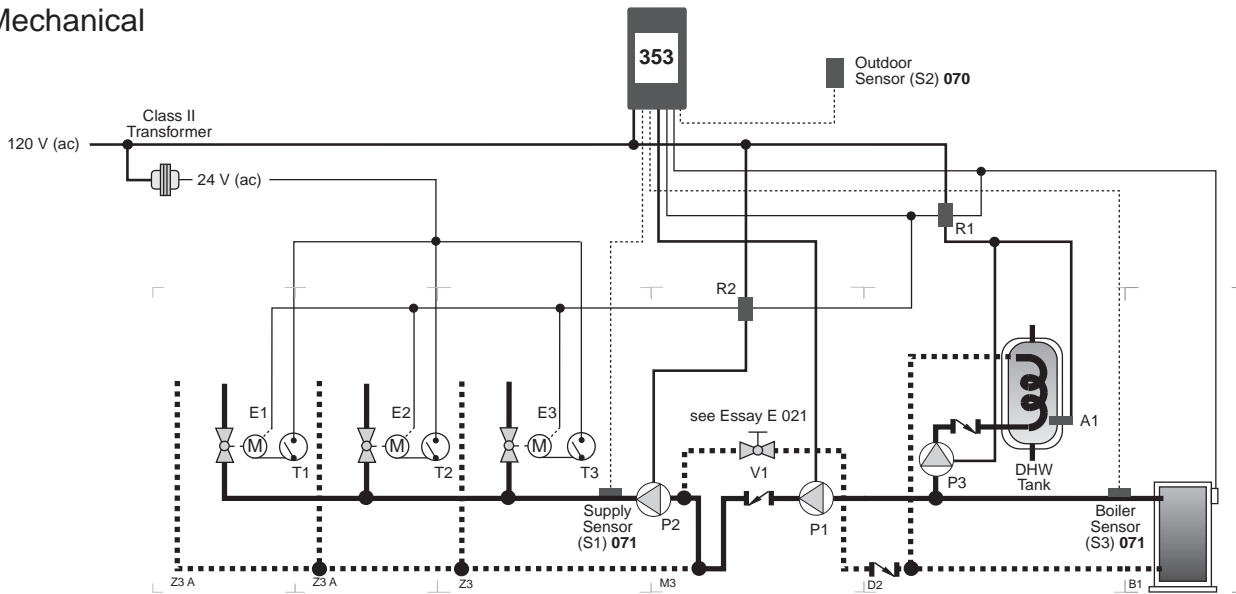 Mechanical
353
Outdoor
Sensor (S2) 070
Class II
Transformer
120 V (ac)
24 V (ac)
R1
R2
E1
E2
E3
see Essay E 021
A1
M
M
M
T1
T2
T3
V1
P3
DHW
Tank
Supply
Sensor
(S1) 071
P2
P1
Boiler
Sensor
(S3) 071
Z3 A
Z3 A
Z3
M3
D2
B1